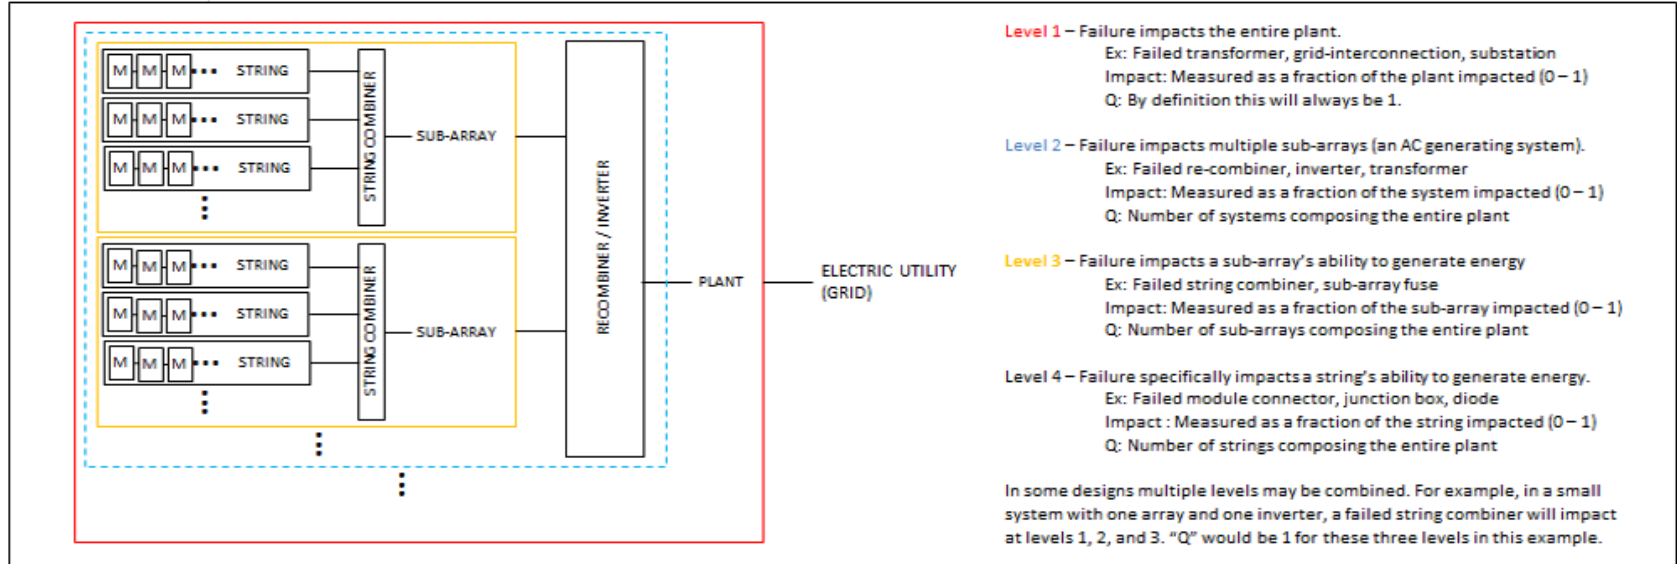 M M M ••• STRING
M M M ••• STRING
M M M ••• STRING
STRING COMBINER
SUB-ARRAY
M M M ••• STRING
M M M ••• STRING
M M M ••• STRING
STRING COMBINER
SUB-ARRAY
RECOMBINER / INVERTER
PLANT
ELECTRIC UTILITY
(GRID)
Level 1 – Failure impacts the entire plant.
Ex: Failed transformer, grid-interconnection, substation
Impact: Measured as a fraction of the plant impacted (0 – 1)
Q: By definition this will always be 1.
Level 2 – Failure impacts multiple sub-arrays (an AC generating system).
Ex: Failed re-combiner, inverter, transformer
Impact: Measured as a fraction of the system impacted (0 – 1)
Q: Number of systems composing the entire plant
Level 3 – Failure impacts a sub-array's ability to generate energy
Ex: Failed string combiner, sub-array fuse
Impact: Measured as a fraction of the sub-array impacted (0 – 1)
Q: Number of sub-arrays composing the entire plant
Level 4 – Failure specifically impacts a string's ability to generate energy.
Ex: Failed module connector, junction box, diode
Impact : Measured as a fraction of the string impacted (0 – 1)
Q: Number of strings composing the entire plant
In some designs multiple levels may be combined. For example, in a small
system with one array and one inverter, a failed string combiner will impact
at levels 1, 2, and 3. "Q" would be 1 for these three levels in this example.